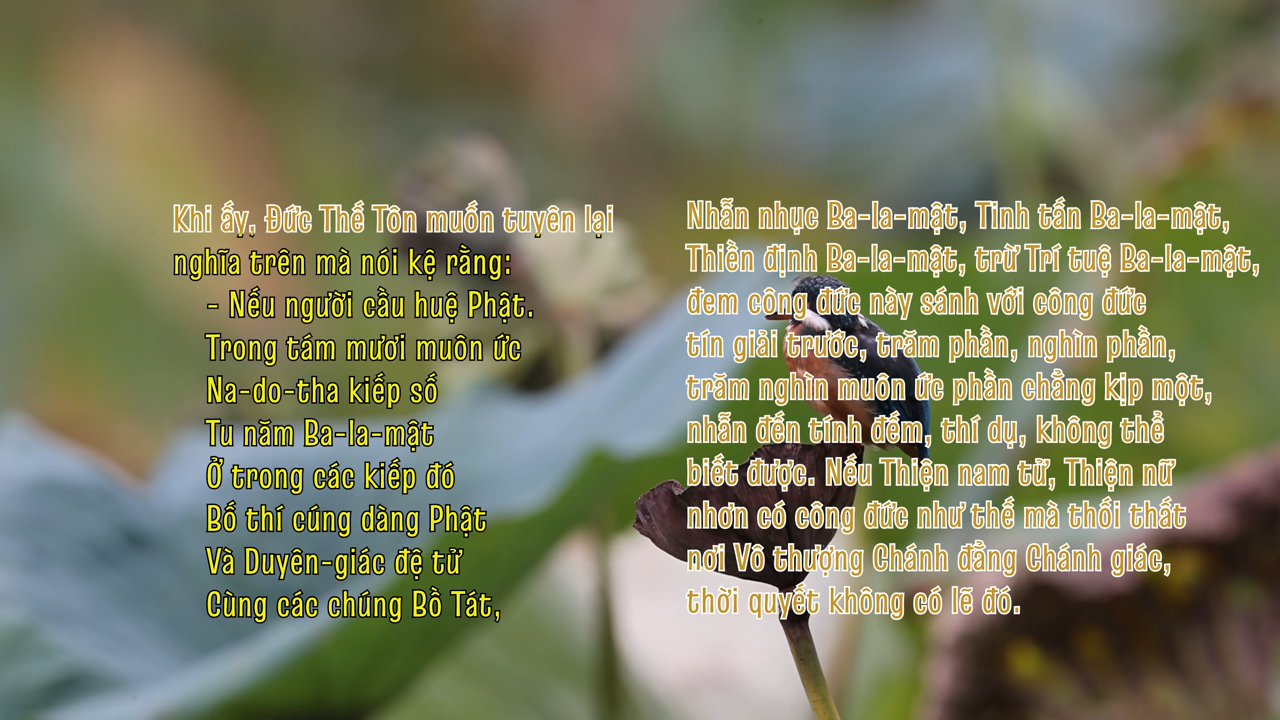 Khi ấy, Đức Thế Tôn muốn tuyên lại
nghĩa trên mà nói kệ rằng:
- Nếu người cầu huệ Phật.
Trong tám mươi muôn ức
Na-do-tha kiếp số
Tu năm Ba-la-mật
Ở trong các kiếp đó
Bố thí cúng dàng Phật
Và Duyên-giác đệ tử
Cùng các chúng Bồ Tát,
Nhẫn nhục Ba-la-mật, Tinh tấn Ba-la-mật,
Thiền định Ba-la-mật, trừ Trí tuệ Ba-la-mật,
đem công đức này sánh với công đức
tín giải trước, trăm phần, nghìn phần,
trăm nghìn muôn ức phần chẳng kịp một,
nhẫn đến tính đếm, thí dụ, không thể
biết được. Nếu Thiện nam tử, Thiện nữ
nhơn có công đức như thế mà thối thất
nơi Vô thượng Chánh đẳng Chánh giác,
thời quyết không có lẽ đó.